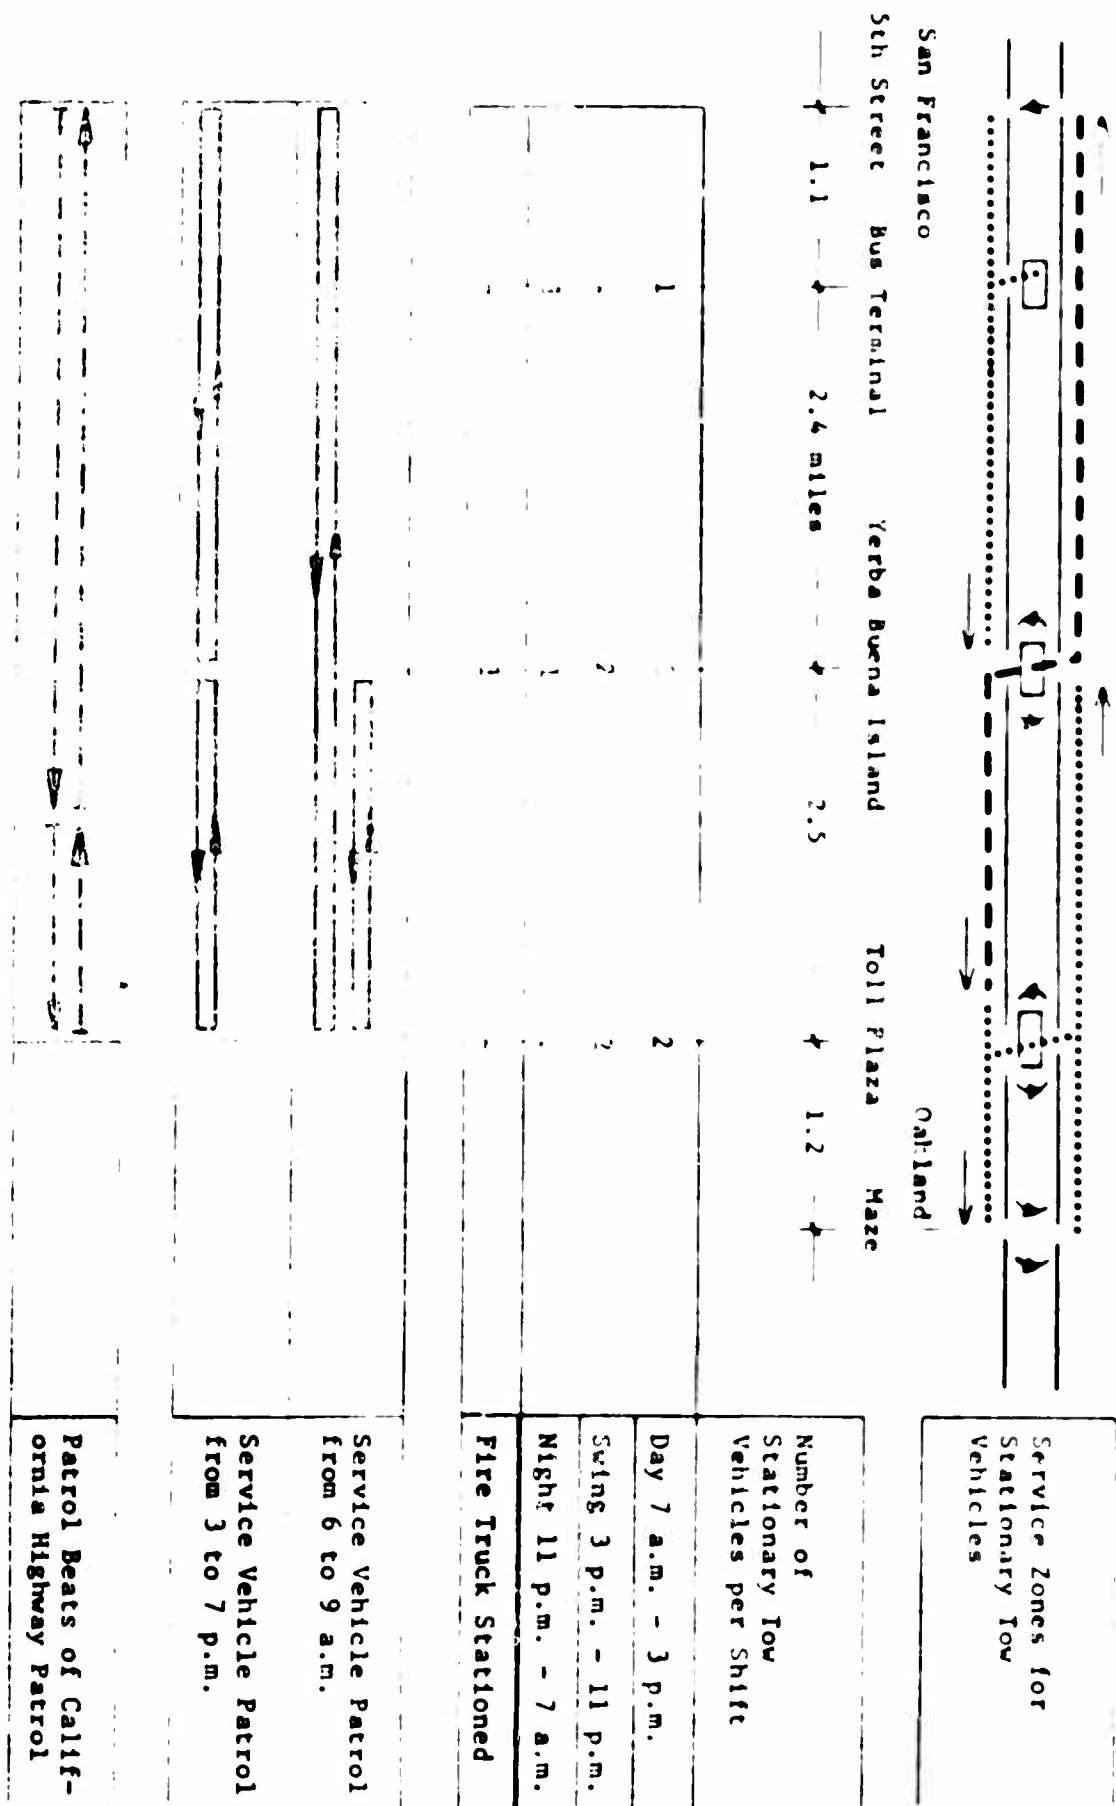 San Francisco
Oakland
5th Street Bus Terminal Yerba Buena Island Toll Plaza Maze
1.1 2.4 miles 2.5 1.2
Service Zones for
Stationary Tow
Vehicles
Number of
Stationary Tow
Vehicles per Shift
Day 7 a.m. - 3 p.m.
1 2
Swing 3 p.m. - 11 p.m.
2 2
Night 11 p.m. - 7 a.m.
Fire Truck Stationed
Service Vehicle Patrol
from 6 to 9 a.m.
Service Vehicle Patrol
from 3 to 7 p.m.
Patrol Beats of Calif-
ornia Highway Patrol